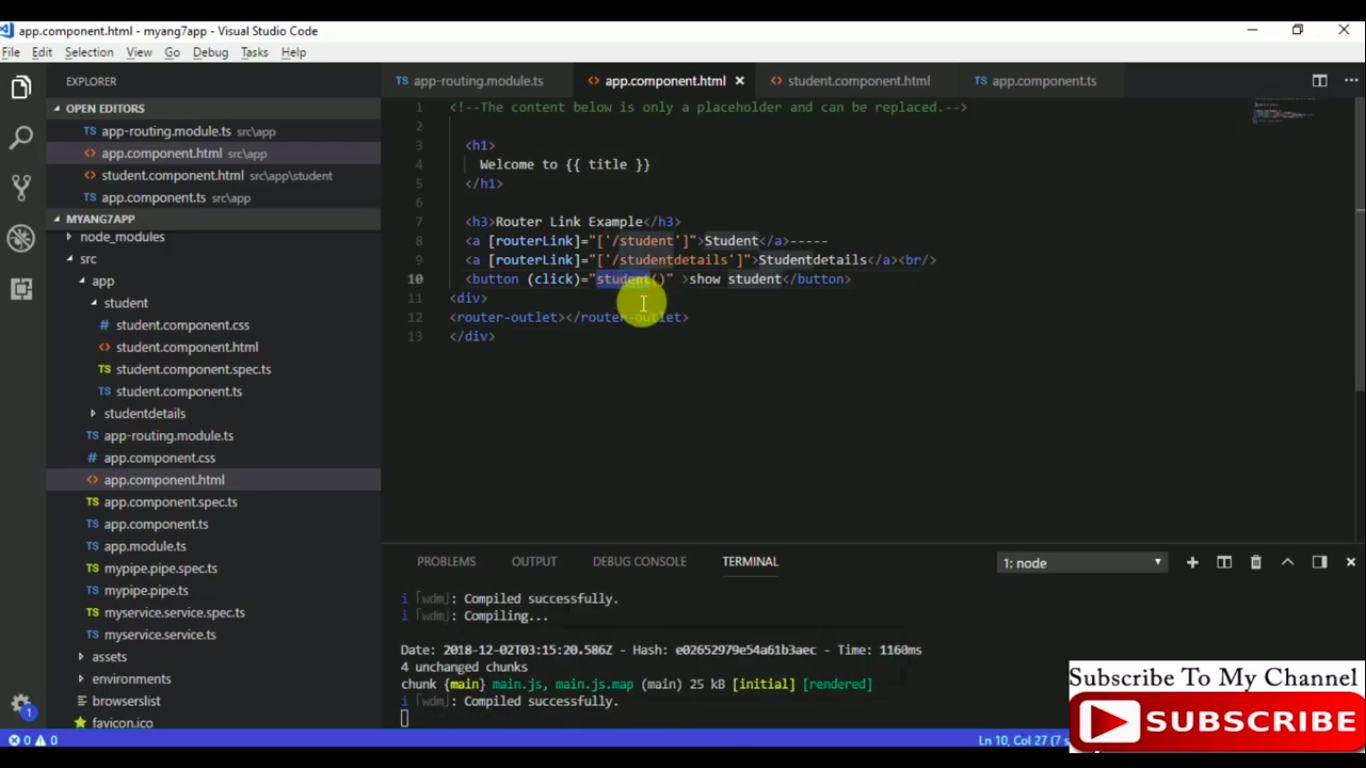 app.component.html - myang7app - Visual Studio Code
File Edit Selection View Go Debug Tasks Help
EXPLORER
OPEN EDITORS
TS app-routing.module.ts src\app
<> app.component.html src\app
<> student.component.html src\app\student
TS app.component.ts src\app
MYANG7APP
node_modules
src
app
student
# student.component.css
<> student.component.html
TS student.component.spec.ts
TS student.component.ts
studentdetails
TS app-routing.module.ts
# app.component.css
<> app.component.html
TS app.component.spec.ts
TS app.component.ts
TS app.module.ts
TS mypipe.pipe.spec.ts
TS mypipe.pipe.ts
TS myservice.service.spec.ts
TS myservice.service.ts
assets
environments
browserslist
favicon.ico
TS app-routing.module.ts <> app.component.html <> student.component.html TS app.component.ts
1 <!--The content below is only a placeholder and can be replaced.-->
2
3 <h1>
4 Welcome to {{ title }}
5 </h1>
6
7 <h3>Router Link Example</h3>
8 <a [routerLink]="['/student']">Student</a>-----
9 <a [routerLink]="['/studentdetails']">Studentdetails</a><br/>
10 <button (click)="student()" >show student</button>
11 <div>
12 <router-outlet></router-outlet>
13 </div>
PROBLEMS OUTPUT DEBUG CONSOLE TERMINAL 1: node
i ｢wdm｣: Compiled successfully.
i ｢wdm｣: Compiling...
Date: 2018-12-02T03:15:20.586Z - Hash: e02652979e54a61b3aec - Time: 1160ms
4 unchanged chunks
chunk {main} main.js, main.js.map (main) 25 kB [initial] [rendered]
i ｢wdm｣: Compiled successfully.
1
0 0 Ln 10, Col 27 (7 s
Subscribe To My Channel
SUBSCRIBE